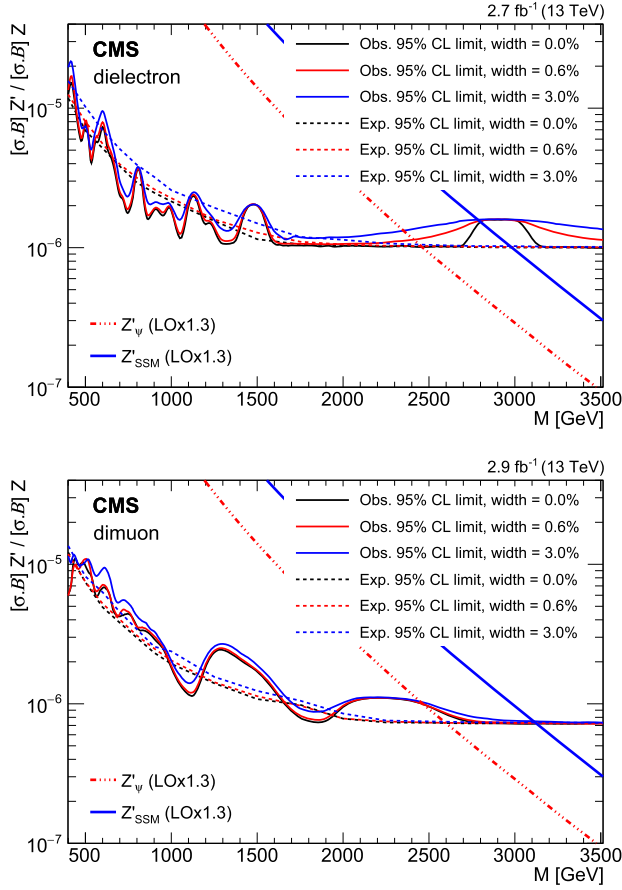 2.7 fb⁻¹ (13 TeV)
CMS
dielectron
[σ.B] Z′ / [σ.B] Z
Obs. 95% CL limit, width = 0.0%
Obs. 95% CL limit, width = 0.6%
Obs. 95% CL limit, width = 3.0%
Exp. 95% CL limit, width = 0.0%
Exp. 95% CL limit, width = 0.6%
Exp. 95% CL limit, width = 3.0%
10⁻⁵
10⁻⁶
10⁻⁷
Z′ψ (LOx1.3)
Z′SSM (LOx1.3)
500 1000 1500 2000 2500 3000 3500
M [GeV]
2.9 fb⁻¹ (13 TeV)
CMS
dimuon
[σ.B] Z′ / [σ.B] Z
Obs. 95% CL limit, width = 0.0%
Obs. 95% CL limit, width = 0.6%
Obs. 95% CL limit, width = 3.0%
Exp. 95% CL limit, width = 0.0%
Exp. 95% CL limit, width = 0.6%
Exp. 95% CL limit, width = 3.0%
10⁻⁵
10⁻⁶
10⁻⁷
Z′ψ (LOx1.3)
Z′SSM (LOx1.3)
500 1000 1500 2000 2500 3000 3500
M [GeV]